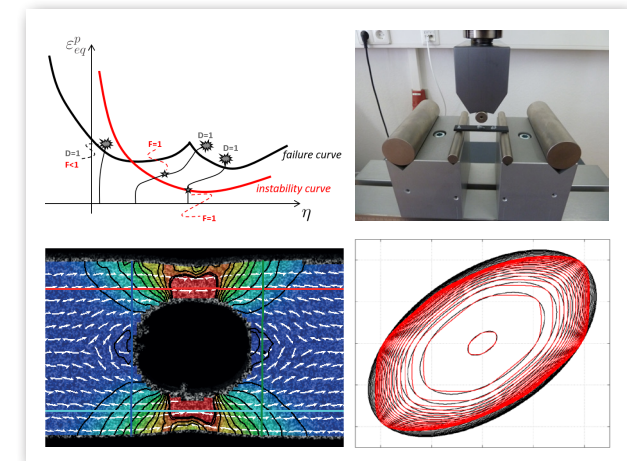 ε^p_eq
F=1
D=1
D=1
D=1
F<1
failure curve
instability curve
F=1
η